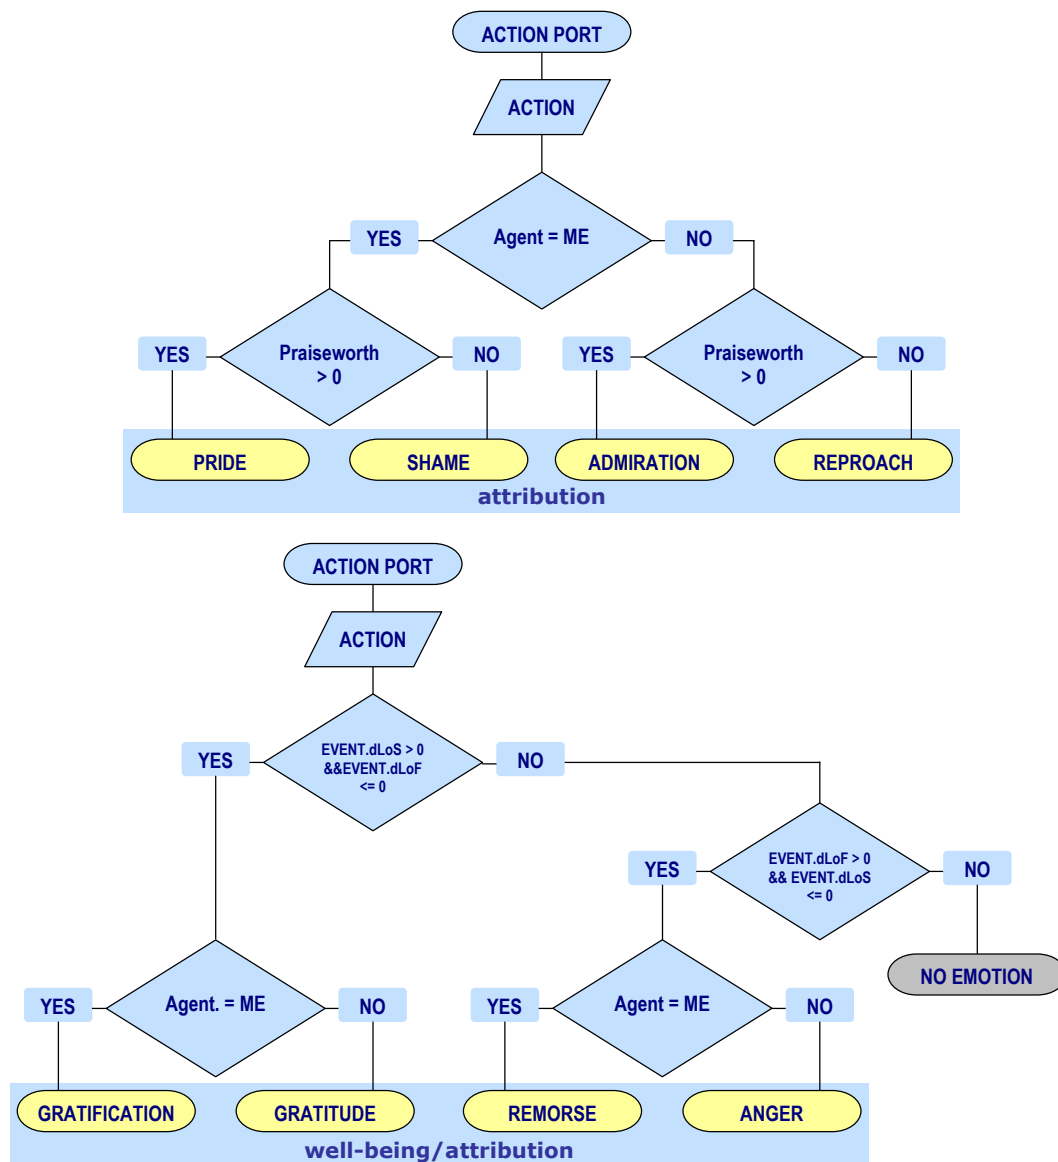 ACTION PORT
ACTION
Agent = ME
YES
NO
Praiseworth
> 0
YES
NO
Praiseworth
> 0
YES
NO
PRIDE
SHAME
ADMIRATION
REPROACH
attribution
ACTION PORT
ACTION
EVENT.dLoS > 0
&&EVENT.dLoF
<= 0
YES
NO
EVENT.dLoF > 0
&& EVENT.dLoS
<= 0
YES
NO
NO EMOTION
Agent. = ME
YES
NO
Agent = ME
YES
NO
GRATIFICATION
GRATITUDE
REMORSE
ANGER
well-being/attribution